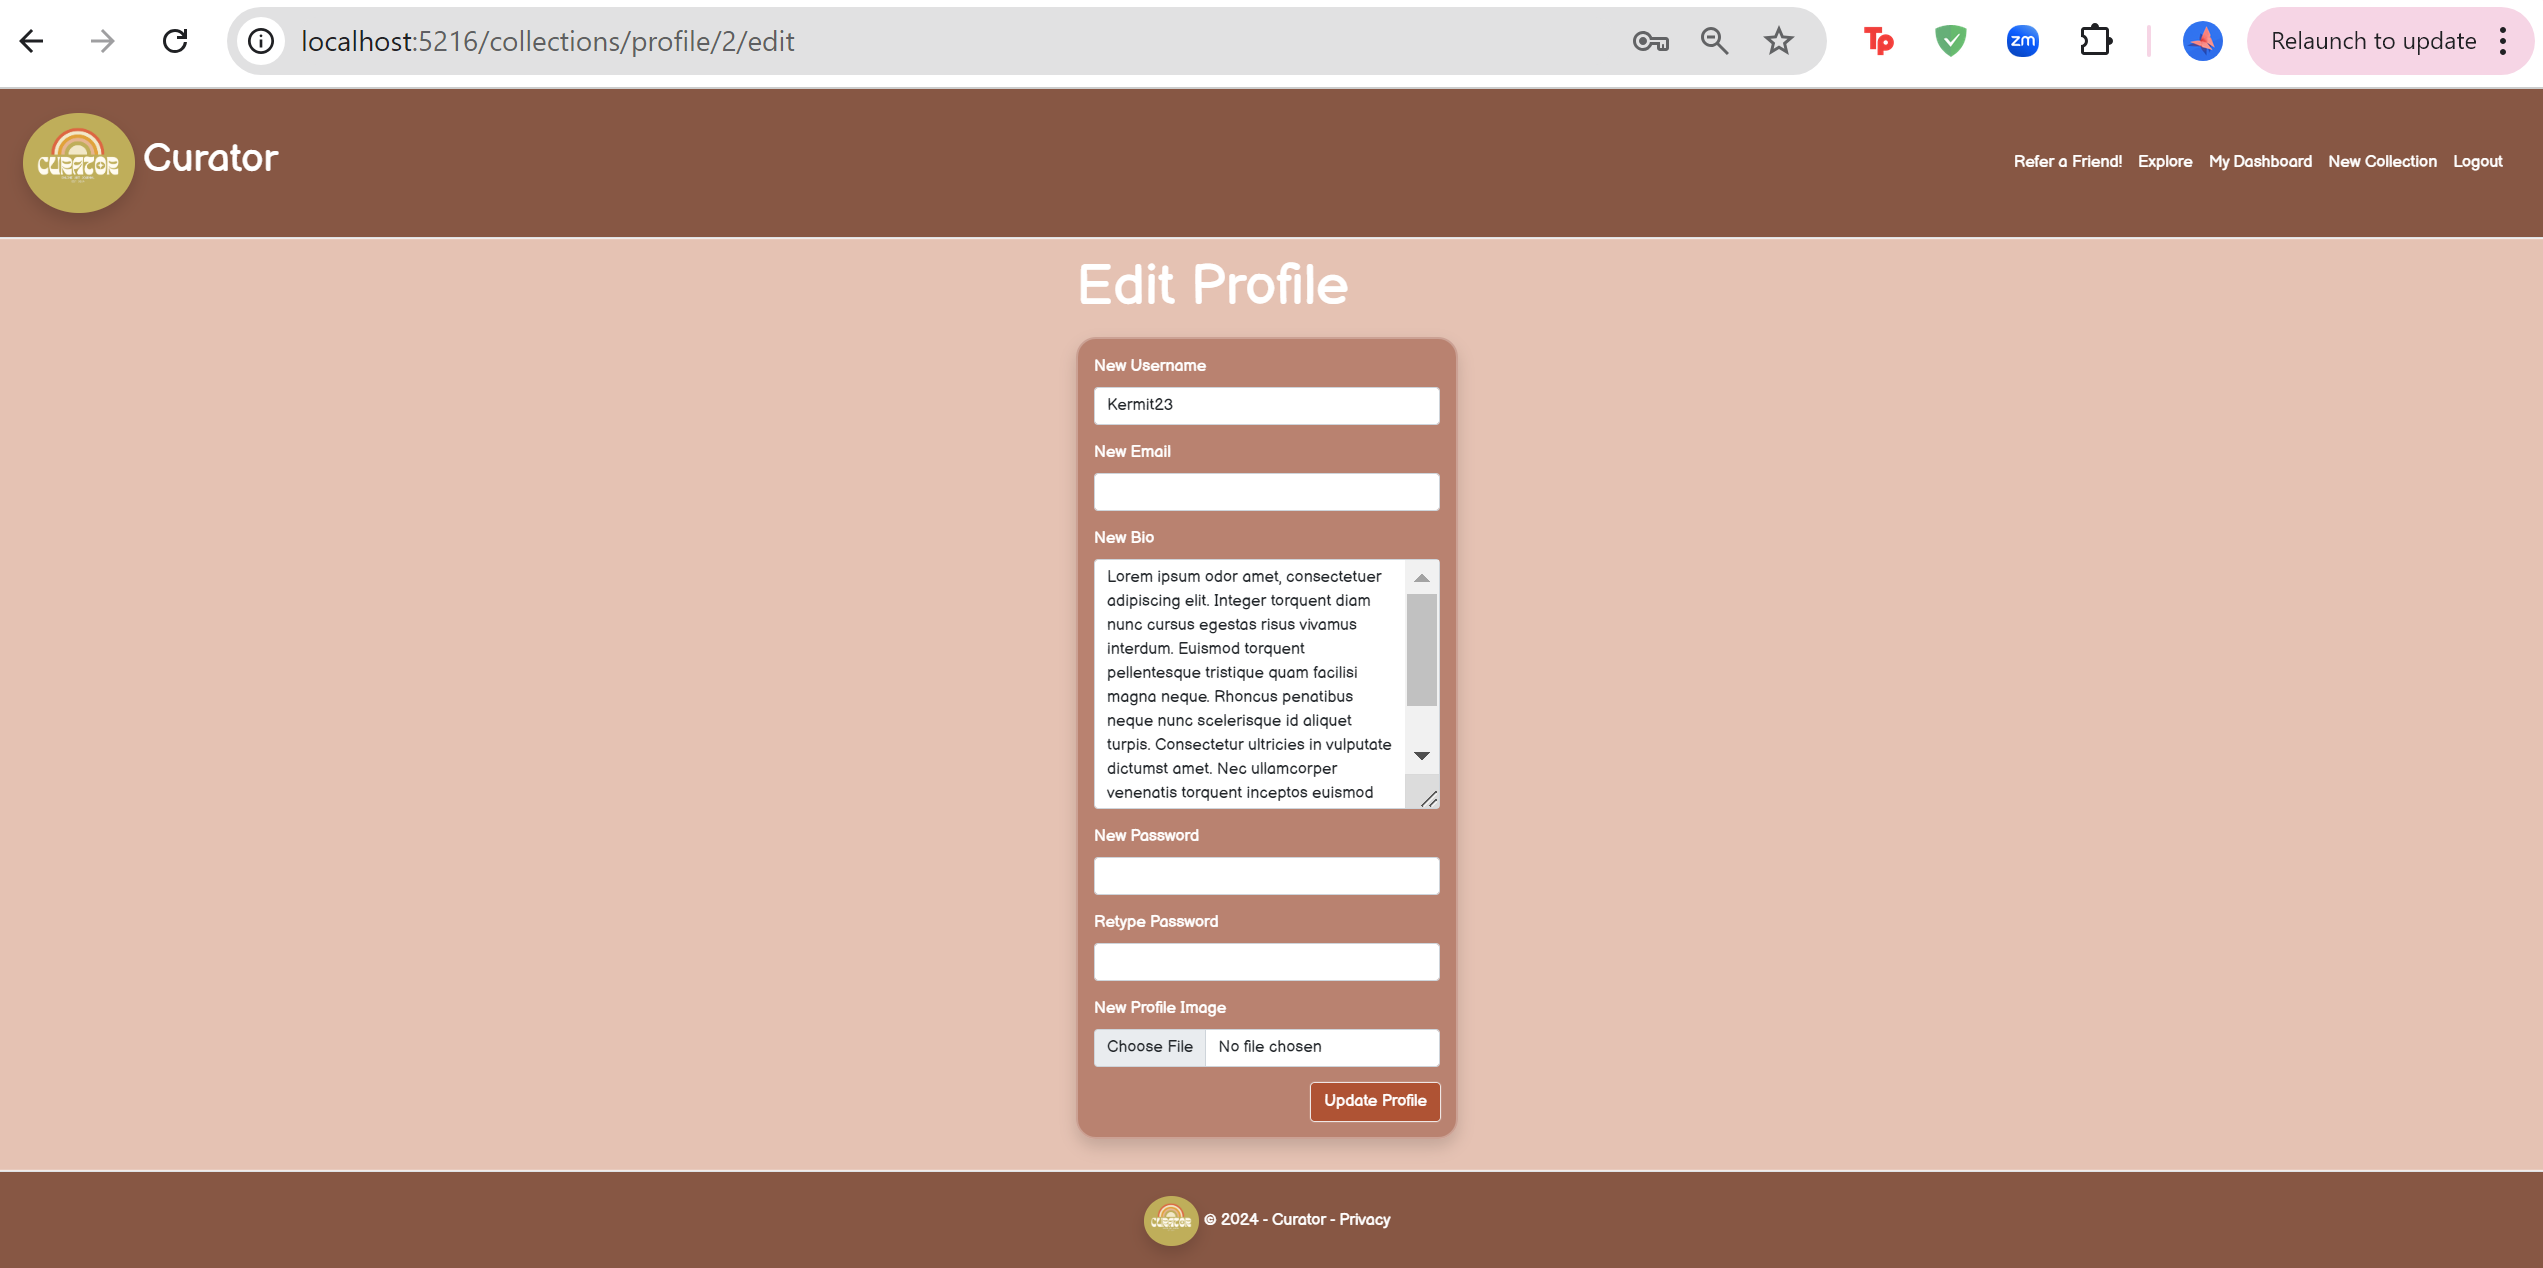 localhost:5216/collections/profile/2/edit
Tp
zm
Relaunch to update
CURATOR
Curator
Refer a Friend! Explore My Dashboard New Collection Logout
Edit Profile
New Username
Kermit23
New Email
New Bio
Lorem ipsum odor amet, consectetuer
adipiscing elit. Integer torquent diam
nunc cursus egestas risus vivamus
interdum. Euismod torquent
pellentesque tristique quam facilisi
magna neque. Rhoncus penatibus
neque nunc scelerisque id aliquet
turpis. Consectetur ultricies in vulputate
dictumst amet. Nec ullamcorper
venenatis torquent inceptos euismod
New Password
Retype Password
New Profile Image
Choose File No file chosen
Update Profile
CURATOR
© 2024 - Curator - Privacy